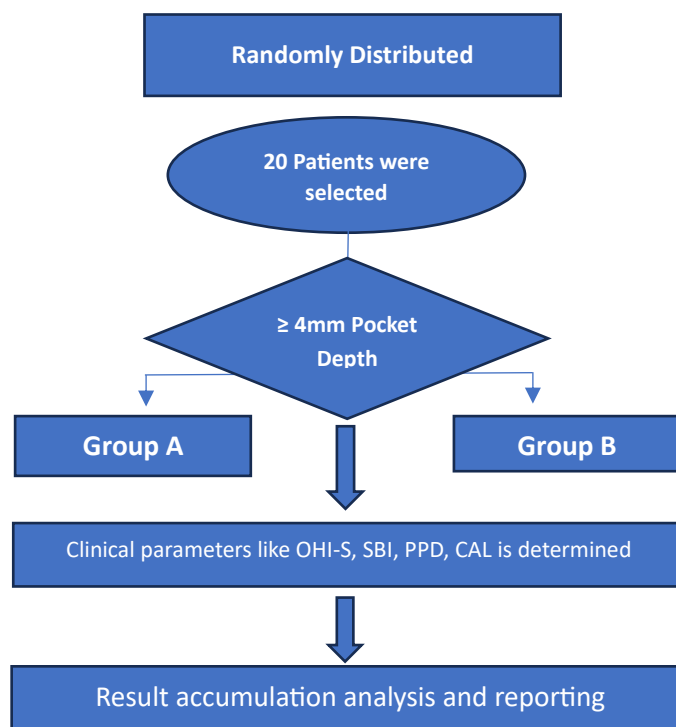 Randomly Distributed
20 Patients were
selected
≥ 4mm Pocket
Depth
Group A
Group B
Clinical parameters like OHI-S, SBI, PPD, CAL is determined
Result accumulation analysis and reporting